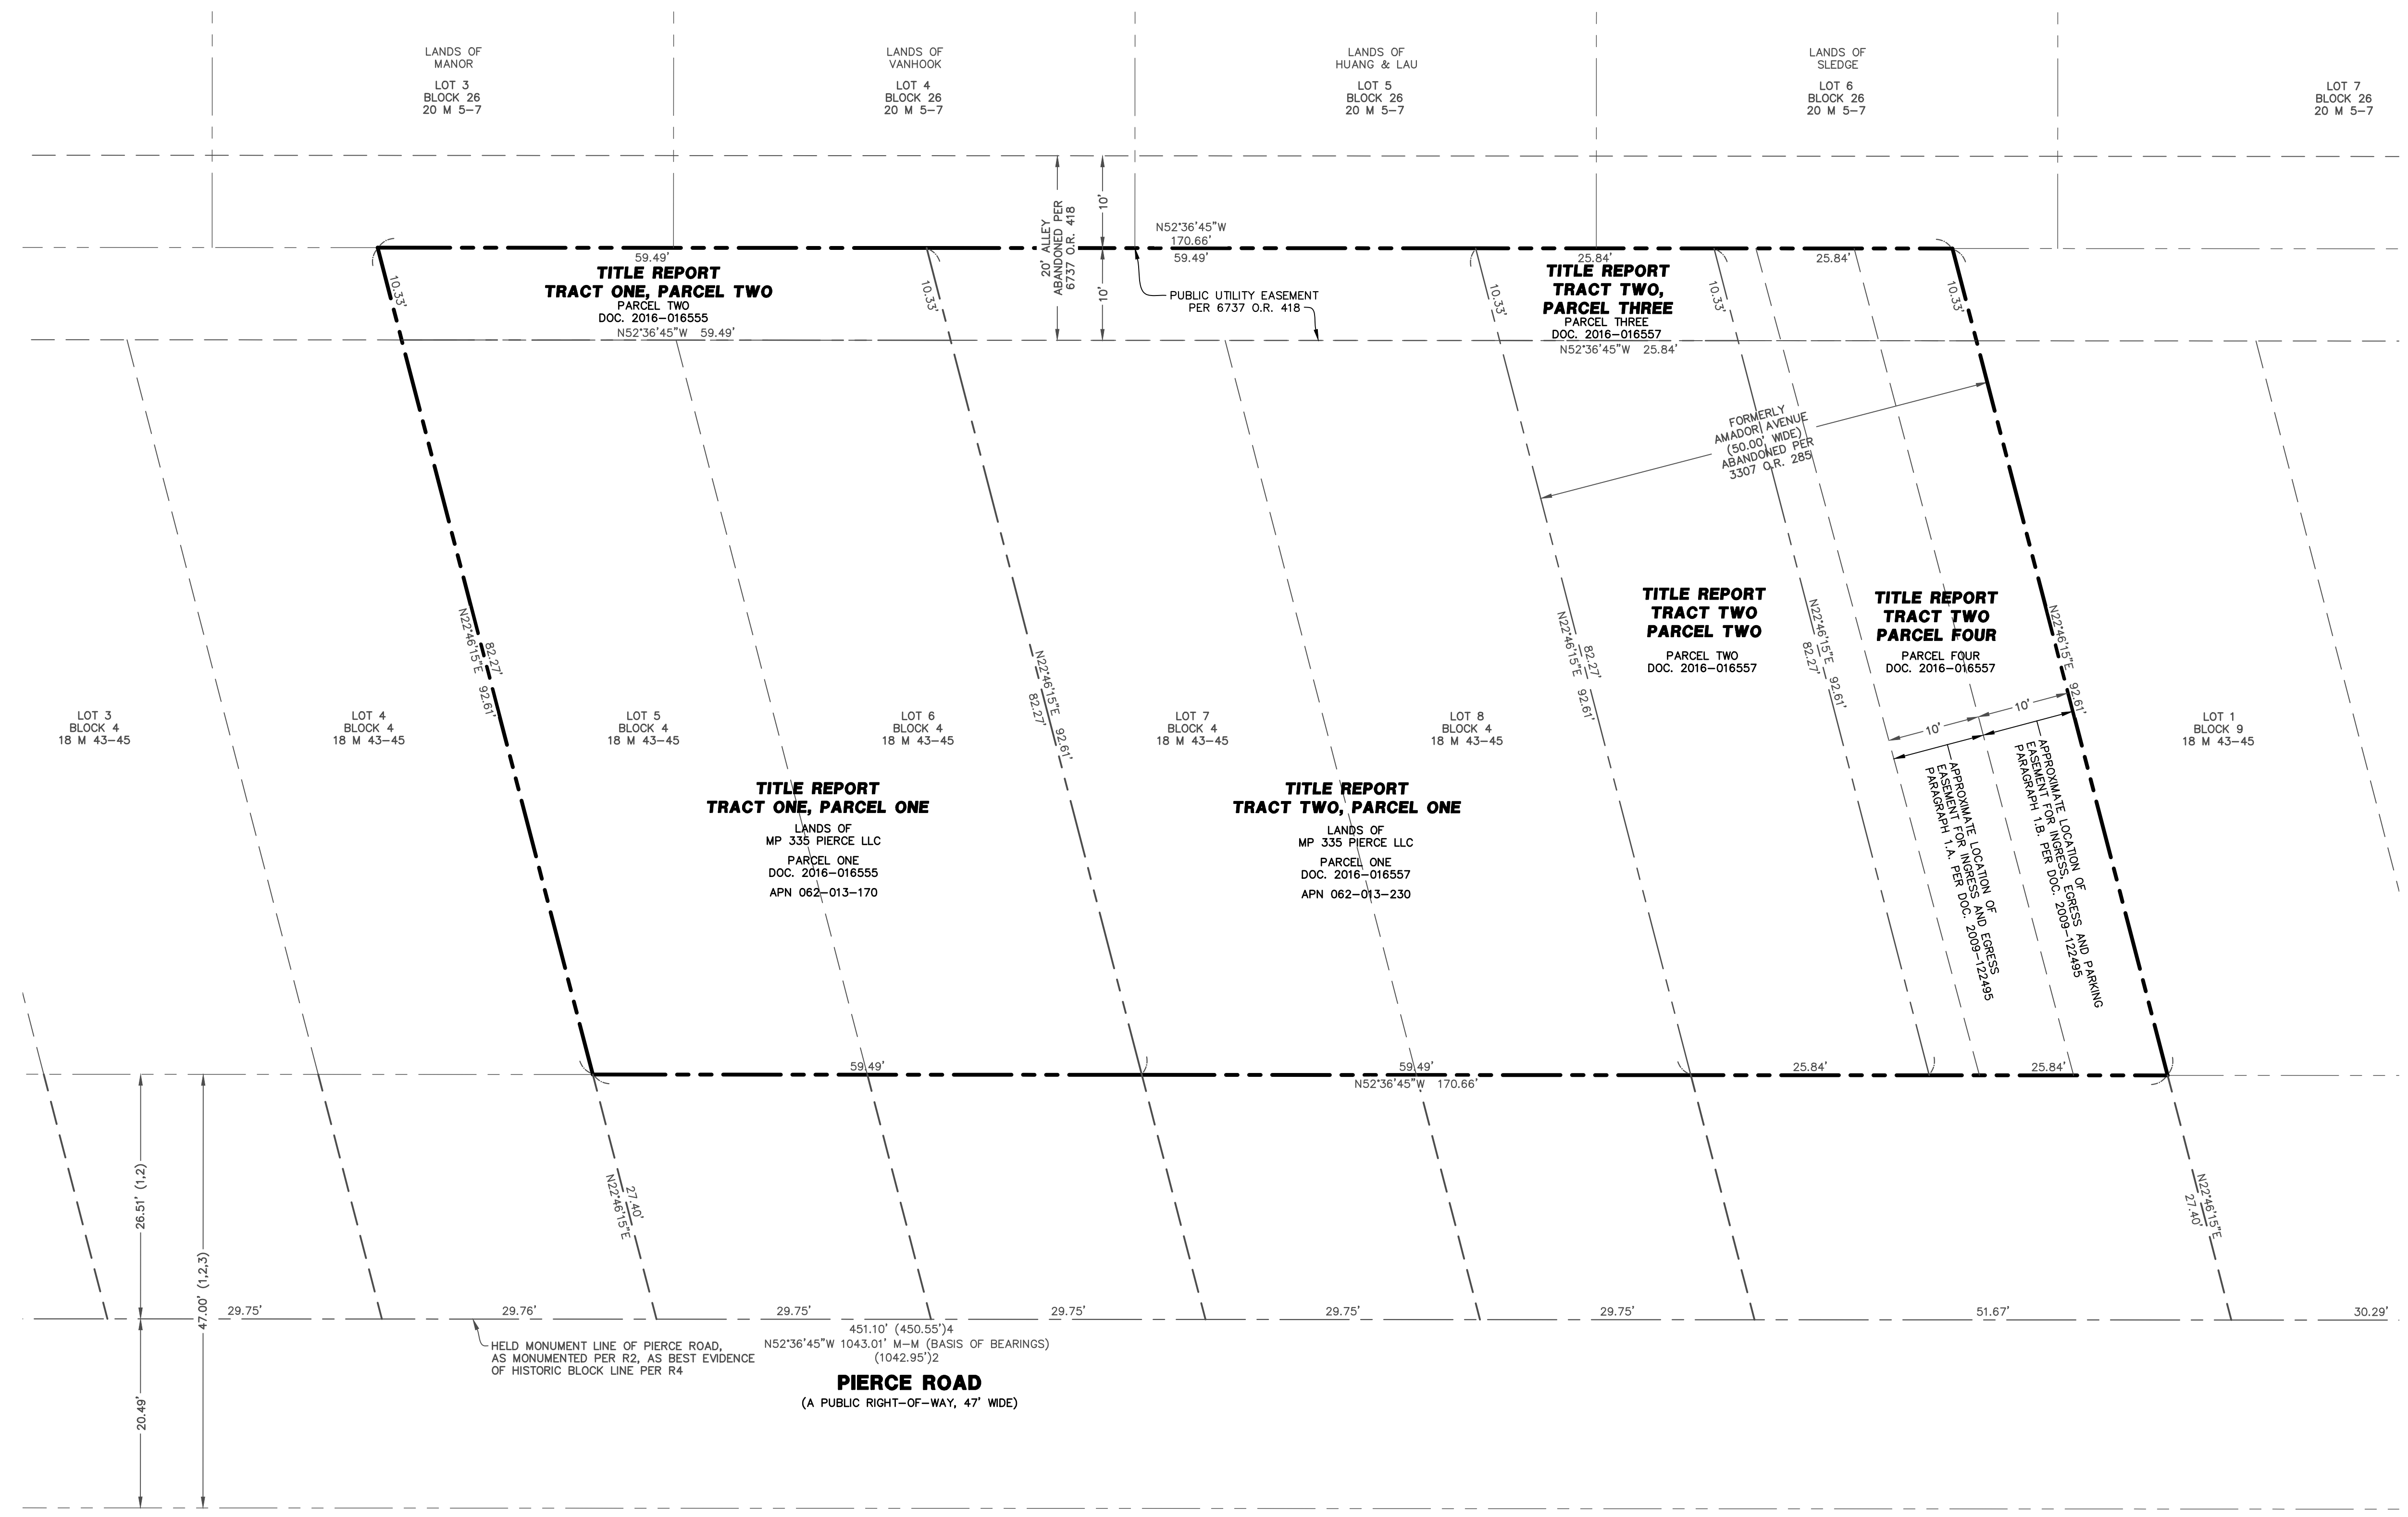 LANDS OF
MANOR
LOT 3
BLOCK 26
20 M 5-7
LANDS OF
VANHOOK
LOT 4
BLOCK 26
20 M 5-7
LANDS OF
HUANG & LAU
LOT 5
BLOCK 26
20 M 5-7
LANDS OF
SLEDGE
LOT 6
BLOCK 26
20 M 5-7
LOT 7
BLOCK 26
20 M 5-7
20' ALLEY
ABANDONED PER
6737 O.R. 418
10'
10'
N52°36'45"W
170.66'
59.49'
59.49'
25.84'
25.84'
10.33'
10.33'
10.33'
10.33'
10.33'
TITLE REPORT
TRACT ONE, PARCEL TWO
PARCEL TWO
DOC. 2016-016555
N52°36'45"W 59.49'
PUBLIC UTILITY EASEMENT
PER 6737 O.R. 418
TITLE REPORT
TRACT TWO,
PARCEL THREE
PARCEL THREE
DOC. 2016-016557
N52°36'45"W 25.84'
FORMERLY
AMADOR AVENUE
(50.00' WIDE)
ABANDONED PER
3307 O.R. 285
N22°46'15"E 92.61'
82.27'
N22°46'15"E 92.61'
82.27'
N22°46'15"E 92.61'
82.27'
N22°46'15"E 92.61'
82.27'
N22°46'15"E 92.61'
TITLE REPORT
TRACT TWO
PARCEL TWO
PARCEL TWO
DOC. 2016-016557
TITLE REPORT
TRACT TWO
PARCEL FOUR
PARCEL FOUR
DOC. 2016-016557
10'
10'
LOT 3
BLOCK 4
18 M 43-45
LOT 4
BLOCK 4
18 M 43-45
LOT 5
BLOCK 4
18 M 43-45
LOT 6
BLOCK 4
18 M 43-45
LOT 7
BLOCK 4
18 M 43-45
LOT 8
BLOCK 4
18 M 43-45
LOT 1
BLOCK 9
18 M 43-45
TITLE REPORT
TRACT ONE, PARCEL ONE
LANDS OF
MP 335 PIERCE LLC
PARCEL ONE
DOC. 2016-016555
APN 062-013-170
TITLE REPORT
TRACT TWO, PARCEL ONE
LANDS OF
MP 335 PIERCE LLC
PARCEL ONE
DOC. 2016-016557
APN 062-013-230
APPROXIMATE LOCATION OF
EASEMENT FOR INGRESS AND EGRESS
PARAGRAPH 1.A. PER DOC. 2009-122495
APPROXIMATE LOCATION OF
EASEMENT FOR INGRESS, EGRESS AND PARKING
PARAGRAPH 1.B. PER DOC. 2009-122495
59.49'
59.49'
25.84'
25.84'
N52°36'45"W 170.66'
26.51' (1,2)
47.00' (1,2,3)
20.49'
27.40'
N22°46'15"E
N22°46'15"E
27.40'
29.75'
29.76'
29.75'
29.75'
29.75'
29.75'
51.67'
30.29'
HELD MONUMENT LINE OF PIERCE ROAD,
AS MONUMENTED PER R2, AS BEST EVIDENCE
OF HISTORIC BLOCK LINE PER R4
451.10' (450.55')4
N52°36'45"W 1043.01' M-M (BASIS OF BEARINGS)
(1042.95')2
PIERCE ROAD
(A PUBLIC RIGHT-OF-WAY, 47' WIDE)